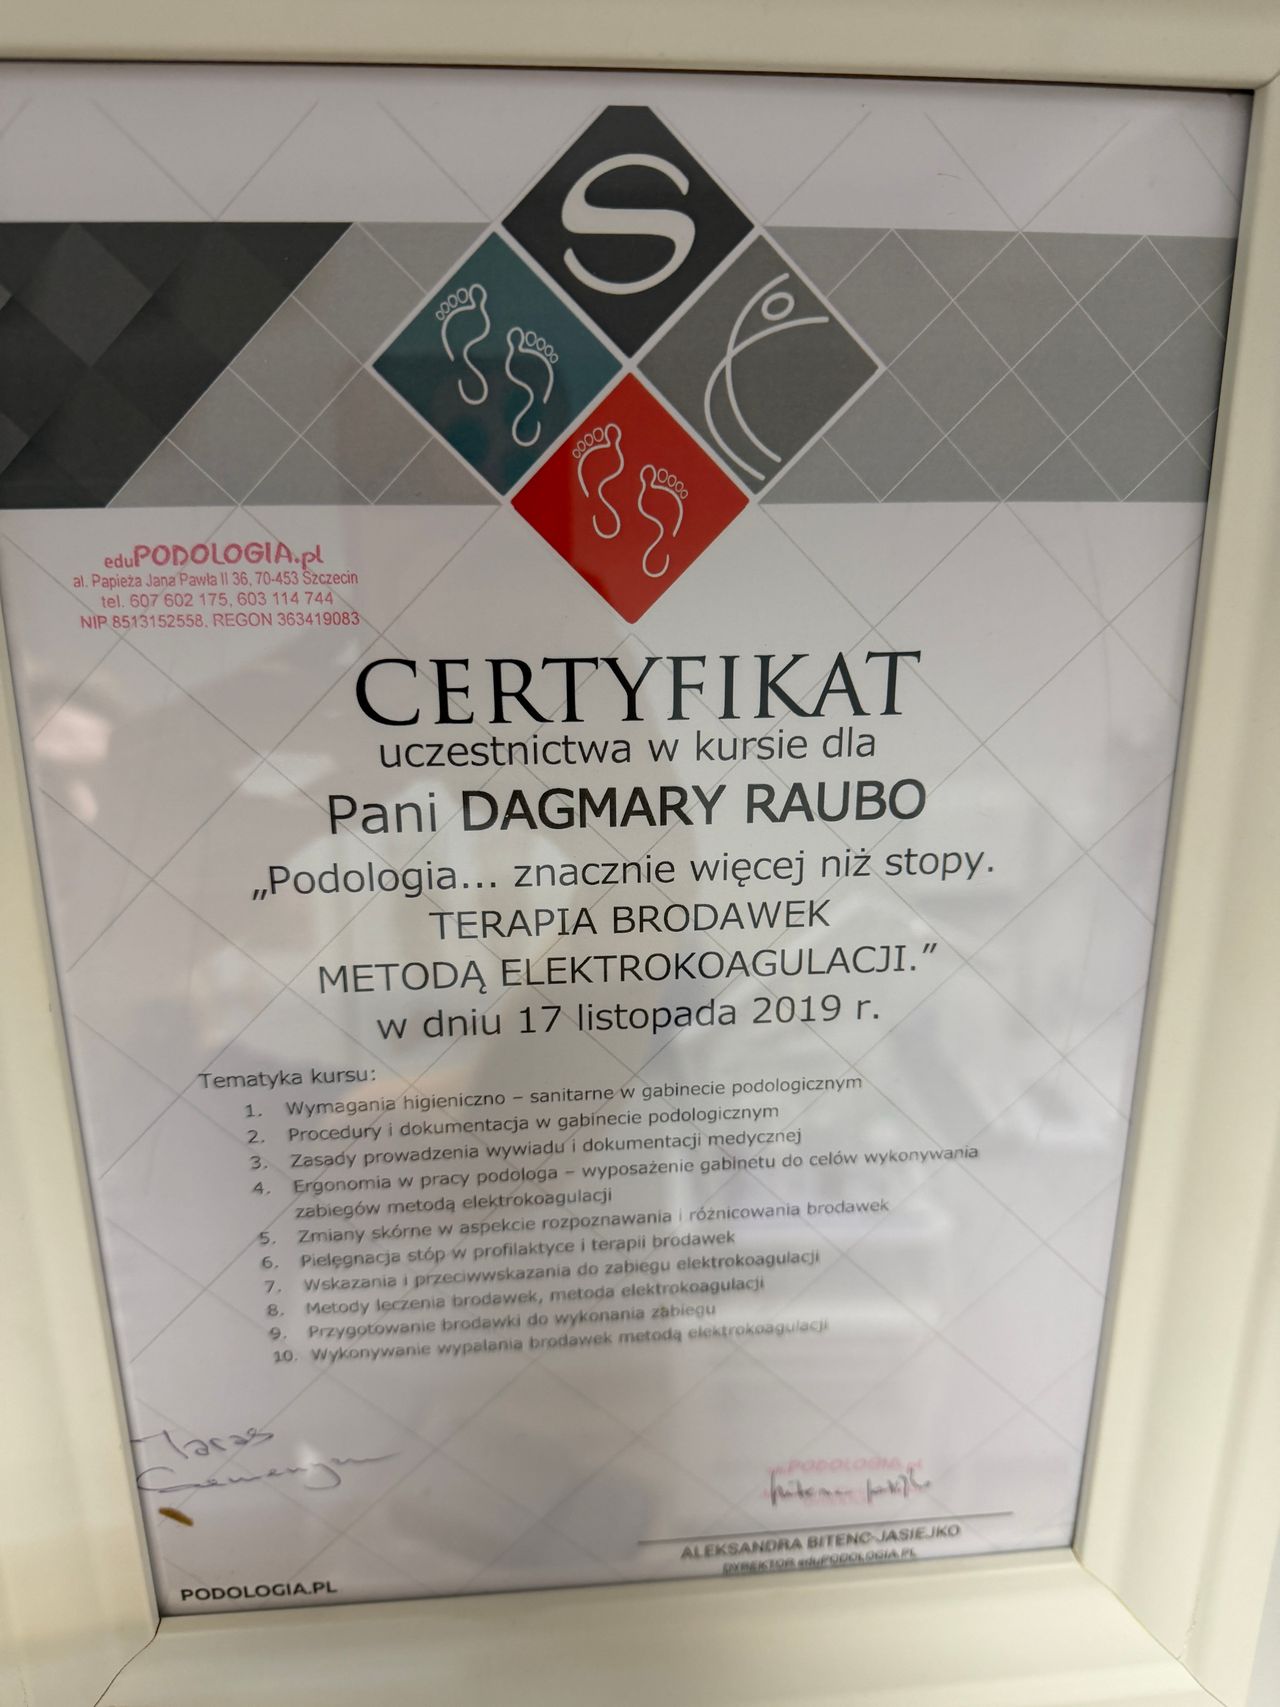 S
eduPODOLOGIA.pl
al. Papieża Jana Pawła II 36, 70-453 Szczecin
tel. 607 602 175, 603 114 744
NIP 8513152558, REGON 363419083
CERTYFIKAT
uczestnictwa w kursie dla
Pani DAGMARY RAUBO
„Podologia... znacznie więcej niż stopy.
TERAPIA BRODAWEK
METODĄ ELEKTROKOAGULACJI.”
w dniu 17 listopada 2019 r.
Tematyka kursu:
1. Wymagania higieniczno – sanitarne w gabinecie podologicznym
2. Procedury i dokumentacja w gabinecie podologicznym
3. Zasady prowadzenia wywiadu i dokumentacji medycznej
4. Ergonomia w pracy podologa – wyposażenie gabinetu do celów wykonywania
zabiegów metodą elektrokoagulacji
5. Zmiany skórne w aspekcie rozpoznawania i różnicowania brodawek
6. Pielęgnacja stóp w profilaktyce i terapii brodawek
7. Wskazania i przeciwwskazania do zabiegu elektrokoagulacji
8. Metody leczenia brodawek, metoda elektrokoagulacji
9. Przygotowanie brodawki do wykonania zabiegu
10. Wykonywanie wypalania brodawek metodą elektrokoagulacji
PODOLOGIA.pl
ALEKSANDRA BITENC-JASIEJKO
DYREKTOR eduPODOLOGIA.PL
PODOLOGIA.PL